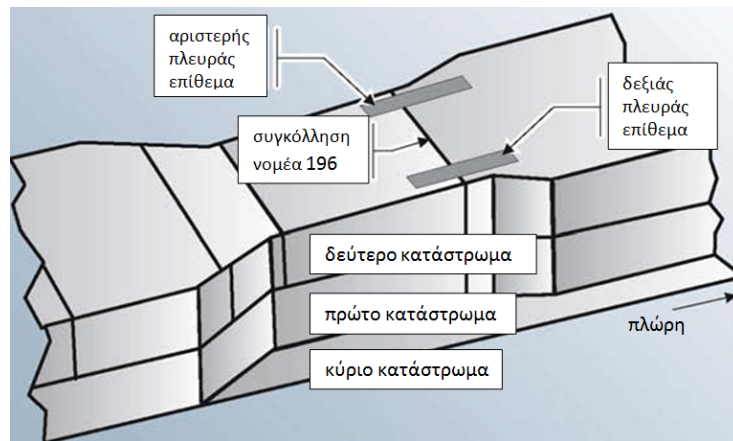 αριστερής
πλευράς
επίθεμα
δεξιάς
πλευράς
επίθεμα
συγκόλληση
νομέα 196
δεύτερο κατάστρωμα
πρώτο κατάστρωμα
πλώρη
κύριο κατάστρωμα